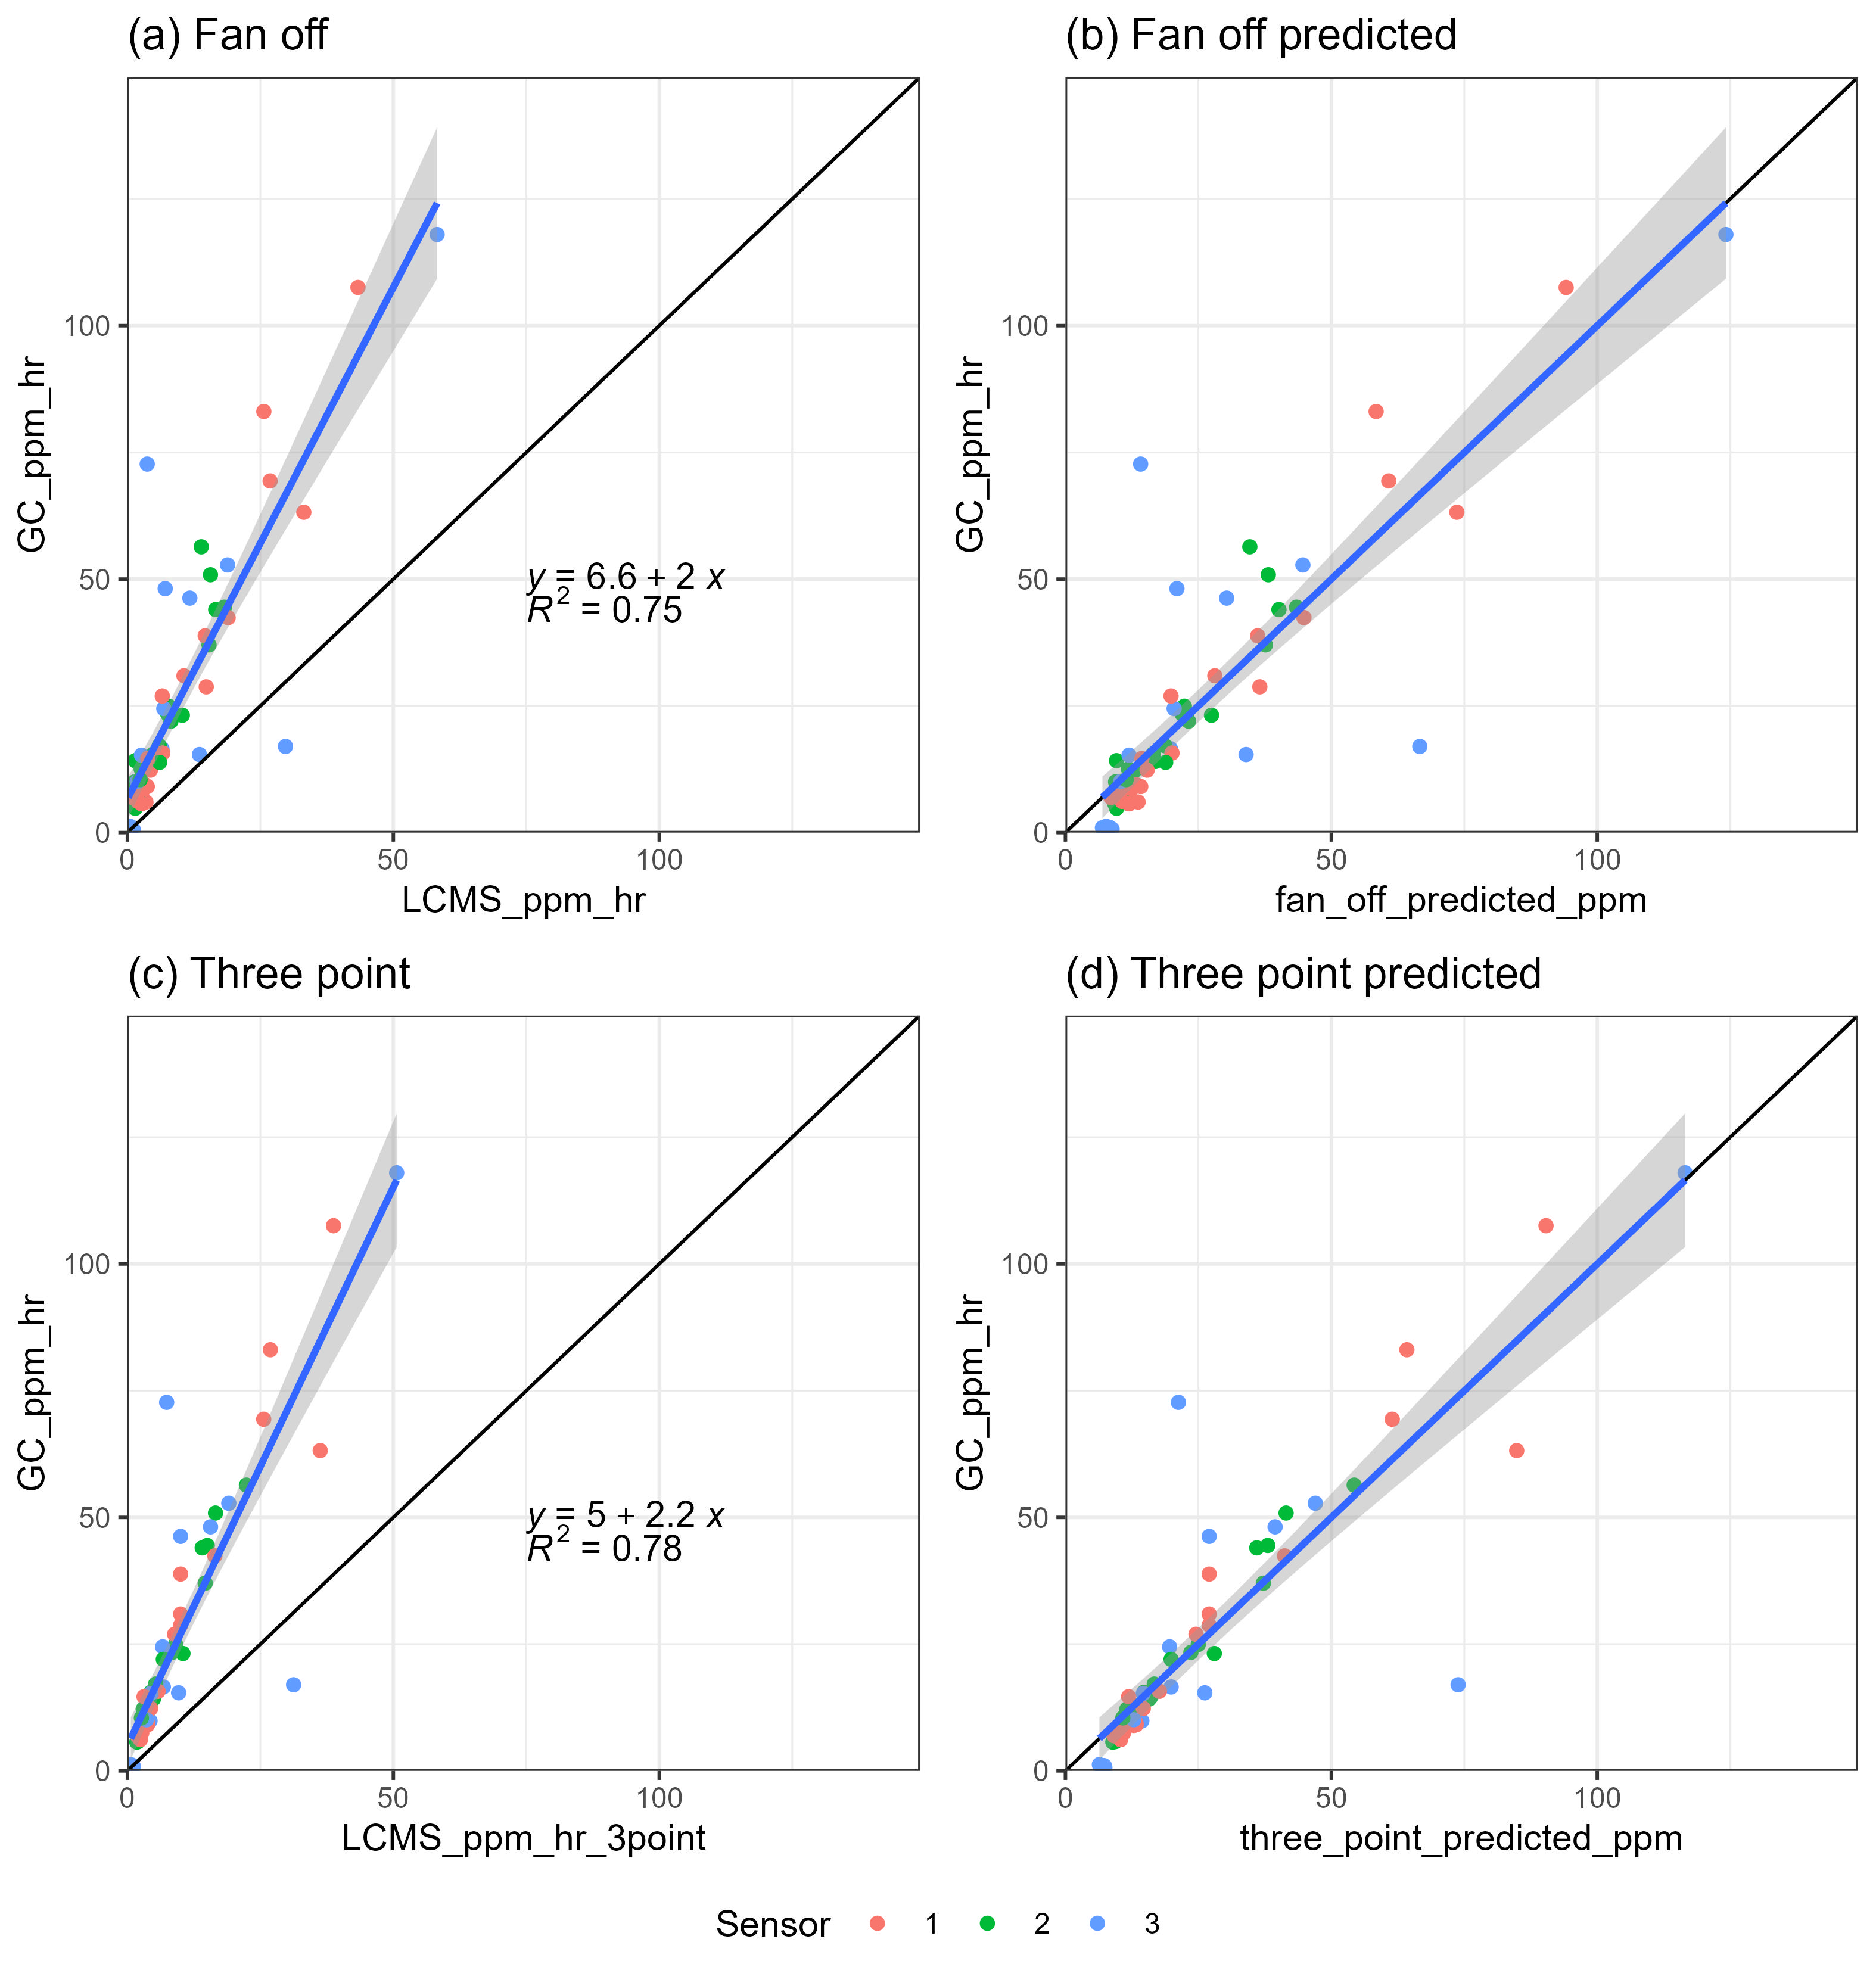 (a) Fan off
GC_ppm_hr
100
50
0
y = 6.6 + 2 x
R² = 0.75
0 50 100
LCMS_ppm_hr
(b) Fan off predicted
GC_ppm_hr
100
50
0
0 50 100
fan_off_predicted_ppm
(c) Three point
GC_ppm_hr
100
50
0
y = 5 + 2.2 x
R² = 0.78
0 50 100
LCMS_ppm_hr_3point
(d) Three point predicted
GC_ppm_hr
100
50
0
0 50 100
three_point_predicted_ppm
Sensor 1 2 3